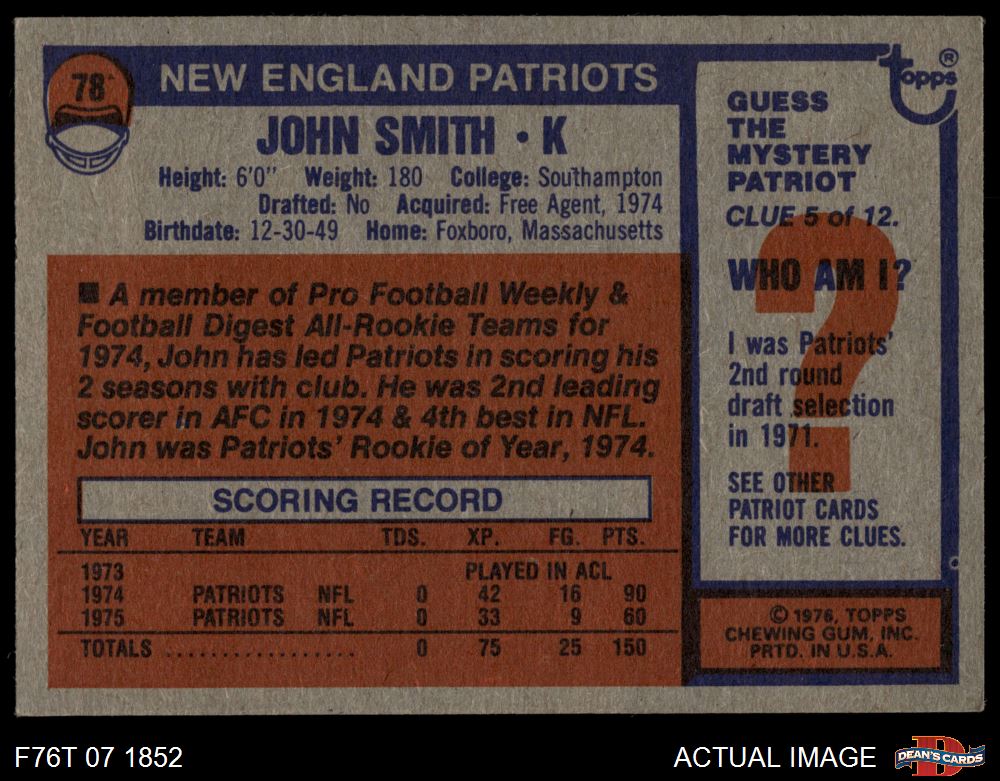 78
NEW ENGLAND PATRIOTS
JOHN SMITH • K
Height: 6'0" Weight: 180 College: Southampton
Drafted: No Acquired: Free Agent, 1974
Birthdate: 12-30-49 Home: Foxboro, Massachusetts
■ A member of Pro Football Weekly &
Football Digest All-Rookie Teams for
1974, John has led Patriots in scoring his
2 seasons with club. He was 2nd leading
scorer in AFC in 1974 & 4th best in NFL.
John was Patriots' Rookie of Year, 1974.
SCORING RECORD
YEAR TEAM TDS. XP. FG. PTS.
1973 PLAYED IN ACL
1974 PATRIOTS NFL 0 42 16 90
1975 PATRIOTS NFL 0 33 9 60
TOTALS .................. 0 75 25 150
topps®
GUESS
THE
MYSTERY
PATRIOT
CLUE 5 of 12.
WHO AM I?
I was Patriots'
2nd round
draft selection
in 1971.
SEE OTHER
PATRIOT CARDS
FOR MORE CLUES.
© 1976, TOPPS
CHEWING GUM, INC.
PRTD. IN U.S.A.
F76T 07 1852
ACTUAL IMAGE
DEAN'S CARDS